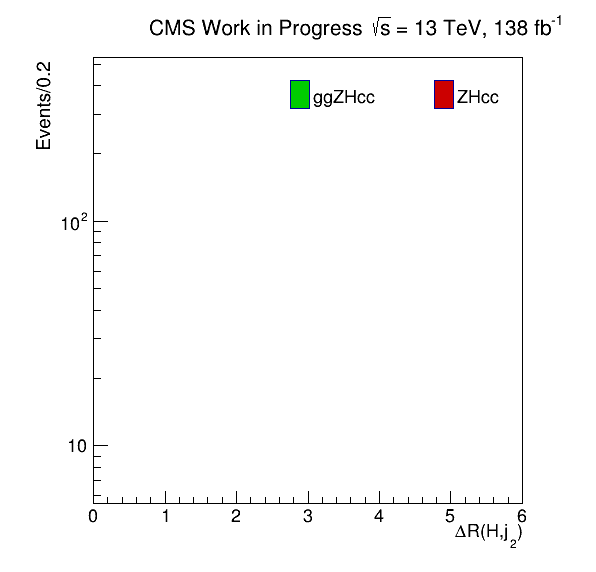 CMS Work in Progress √s = 13 TeV, 138 fb⁻¹
Events/0.2
ggZHcc ZHcc
10²
10
0 1 2 3 4 5 6
ΔR(H,j₂)